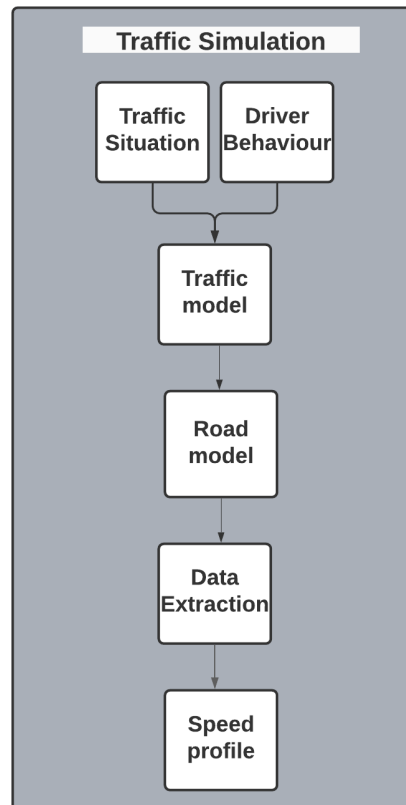 Traffic Simulation
Traffic
Situation
Driver
Behaviour
Traffic
model
Road
model
Data
Extraction
Speed
profile